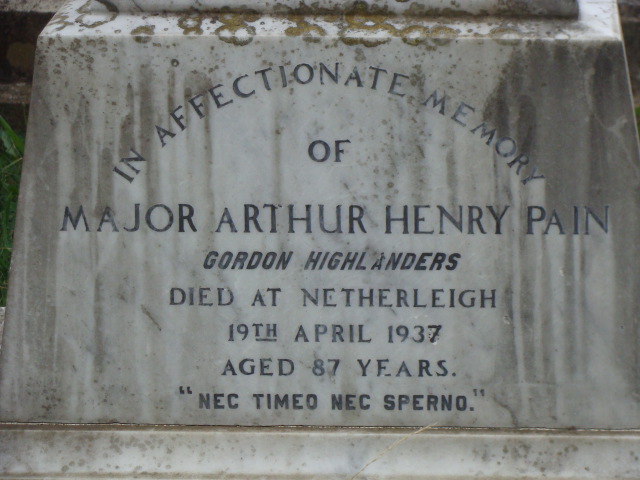 IN AFFECTIONATE MEMORY
OF
MAJOR ARTHUR HENRY PAIN
GORDON HIGHLANDERS
DIED AT NETHERLEIGH
19TH APRIL 1937
AGED 87 YEARS.
"NEC TIMEO NEC SPERNO."